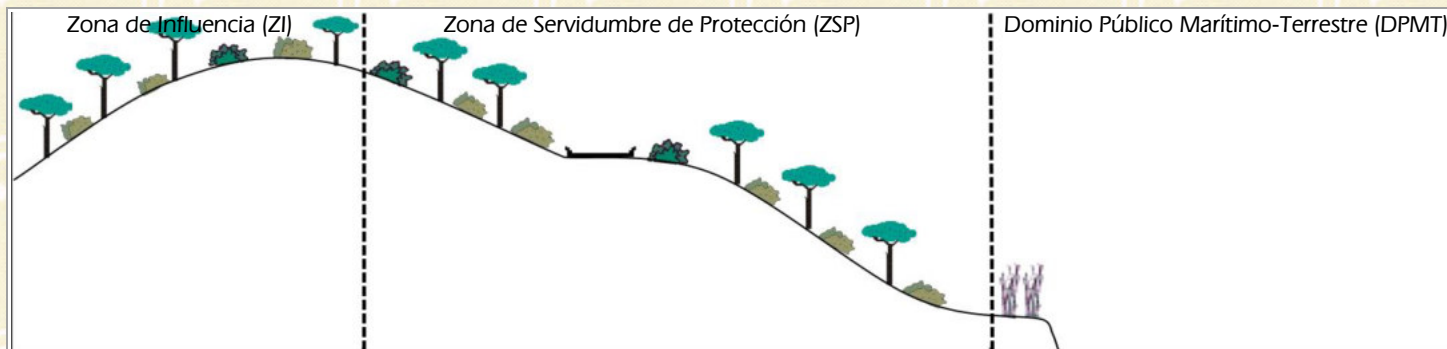 Zona de Influencia (ZI)
Zona de Servidumbre de Protección (ZSP)
Dominio Público Marítimo-Terrestre (DPMT)